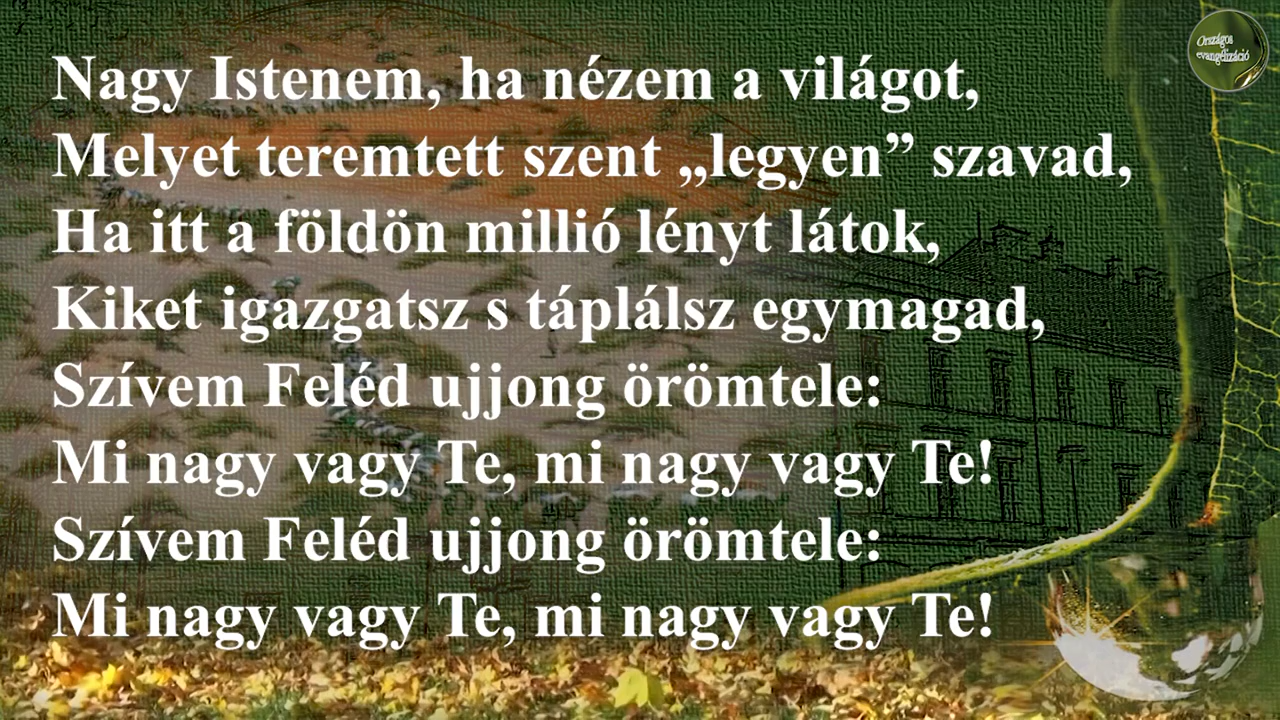 Országos
evangélizáció
Nagy Istenem, ha nézem a világot,
Melyet teremtett szent „legyen” szavad,
Ha itt a földön millió lényt látok,
Kiket igazgatsz s táplálsz egymagad,
Szívem Feléd ujjong örömtele:
Mi nagy vagy Te, mi nagy vagy Te!
Szívem Feléd ujjong örömtele:
Mi nagy vagy Te, mi nagy vagy Te!